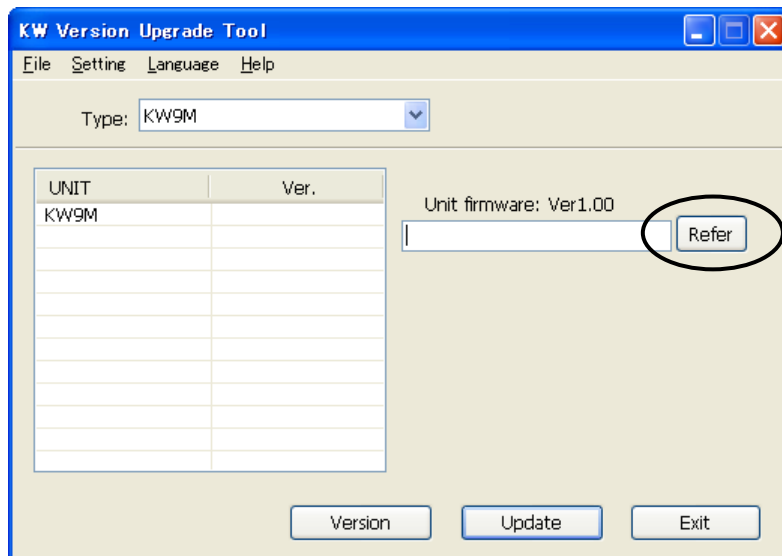 KW Version Upgrade Tool
File Setting Language Help
Type: KW9M
UNIT Ver.
KW9M
Unit firmware: Ver1.00
Refer
Version Update Exit